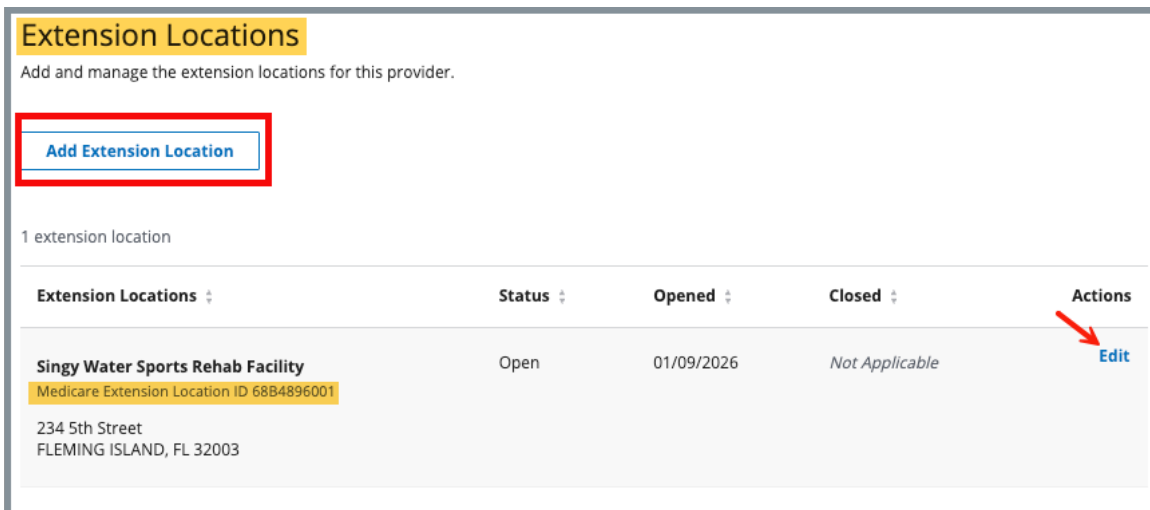 Extension Locations
Add and manage the extension locations for this provider.
Add Extension Location
1 extension location
Extension Locations Status Opened Closed Actions
Singy Water Sports Rehab Facility Open 01/09/2026 Not Applicable Edit
Medicare Extension Location ID 68B4896001
234 5th Street
FLEMING ISLAND, FL 32003